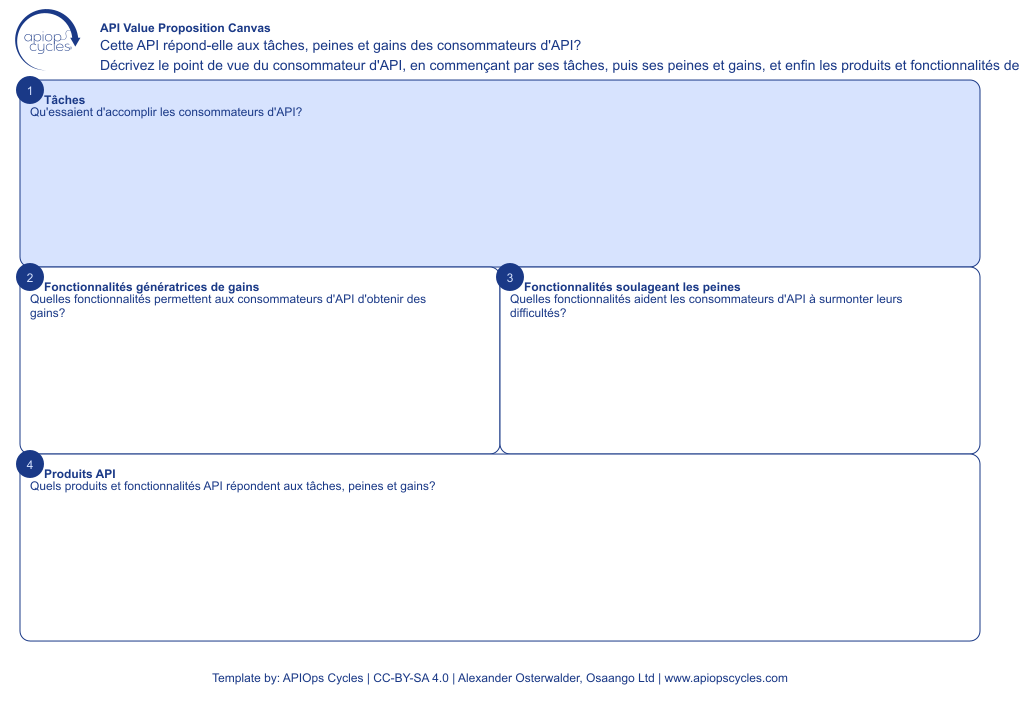 apiops
cycles
API Value Proposition Canvas
Cette API répond-elle aux tâches, peines et gains des consommateurs d'API?
Décrivez le point de vue du consommateur d'API, en commençant par ses tâches, puis ses peines et gains, et enfin les produits et fonctionnalités de
1
Tâches
Qu'essaient d'accomplir les consommateurs d'API?
2
Fonctionnalités génératrices de gains
Quelles fonctionnalités permettent aux consommateurs d'API d'obtenir des
gains?
3
Fonctionnalités soulageant les peines
Quelles fonctionnalités aident les consommateurs d'API à surmonter leurs
difficultés?
4
Produits API
Quels produits et fonctionnalités API répondent aux tâches, peines et gains?
Template by: APIOps Cycles | CC-BY-SA 4.0 | Alexander Osterwalder, Osaango Ltd | www.apiopscycles.com